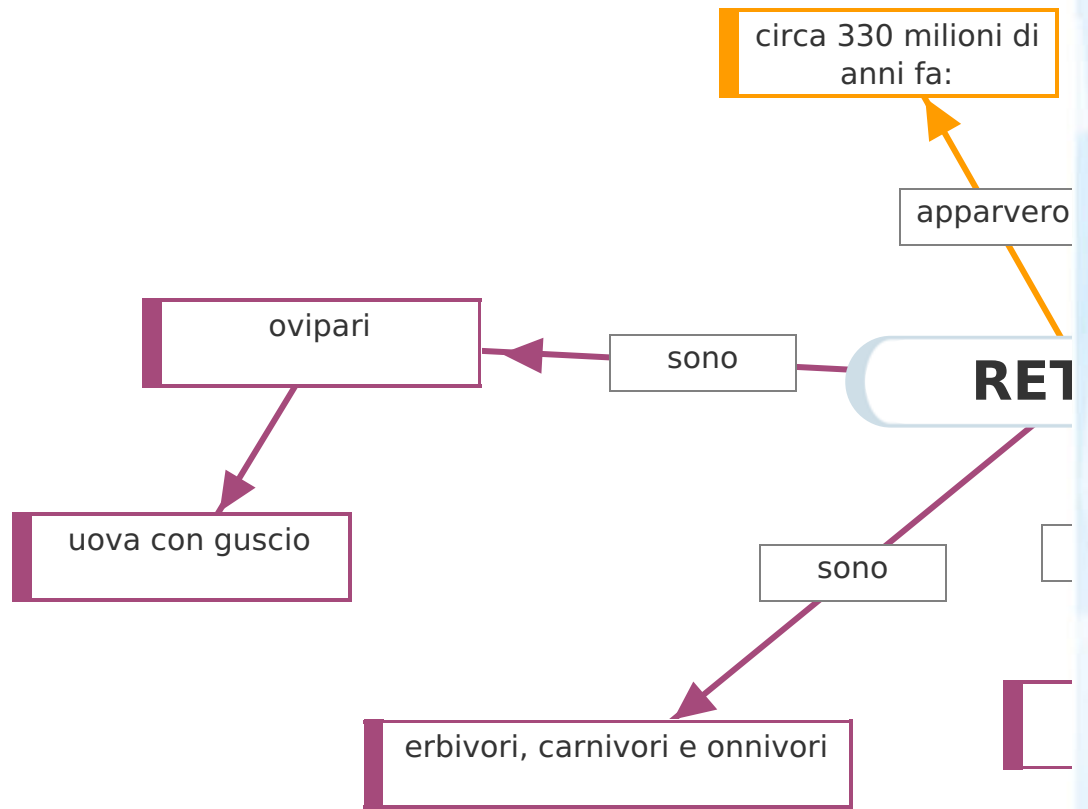 circa 330 milioni di
anni fa:
apparvero
ovipari
sono
RET
uova con guscio
sono
erbivori, carnivori e onnivori